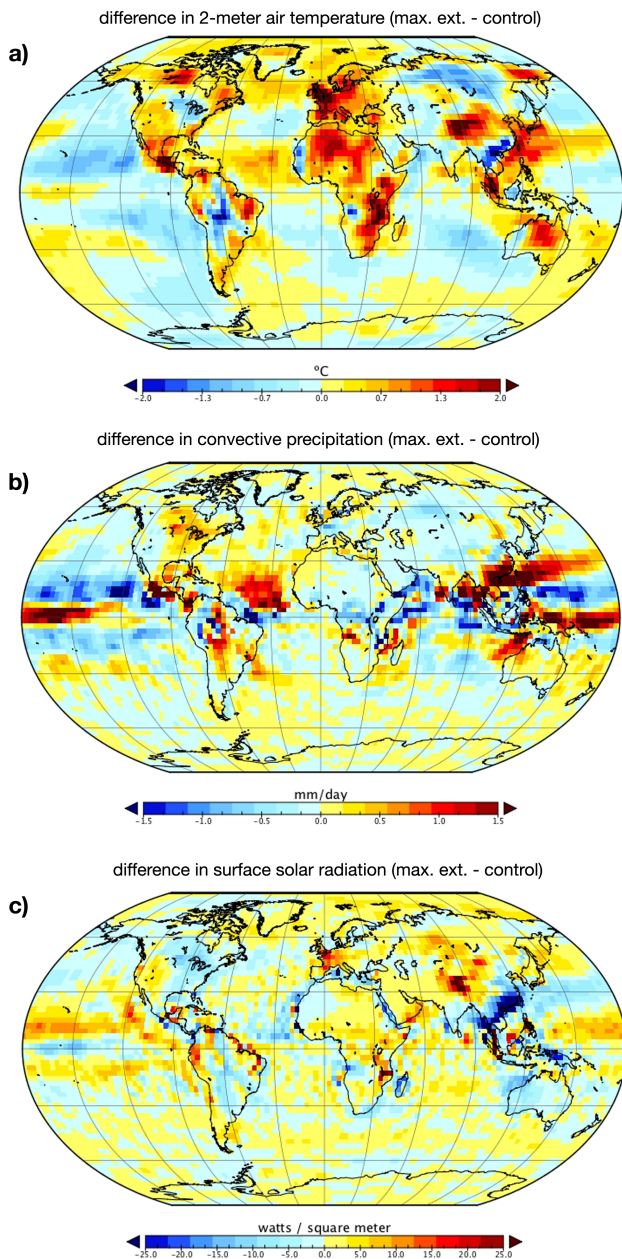 difference in 2-meter air temperature (max. ext. - control)
a)
ºC
-2.0 -1.3 -0.7 0.0 0.7 1.3 2.0
difference in convective precipitation (max. ext. - control)
b)
mm/day
-1.5 -1.0 -0.5 0.0 0.5 1.0 1.5
difference in surface solar radiation (max. ext. - control)
c)
watts / square meter
-25.0 -20.0 -15.0 -10.0 -5.0 0.0 5.0 10.0 15.0 20.0 25.0